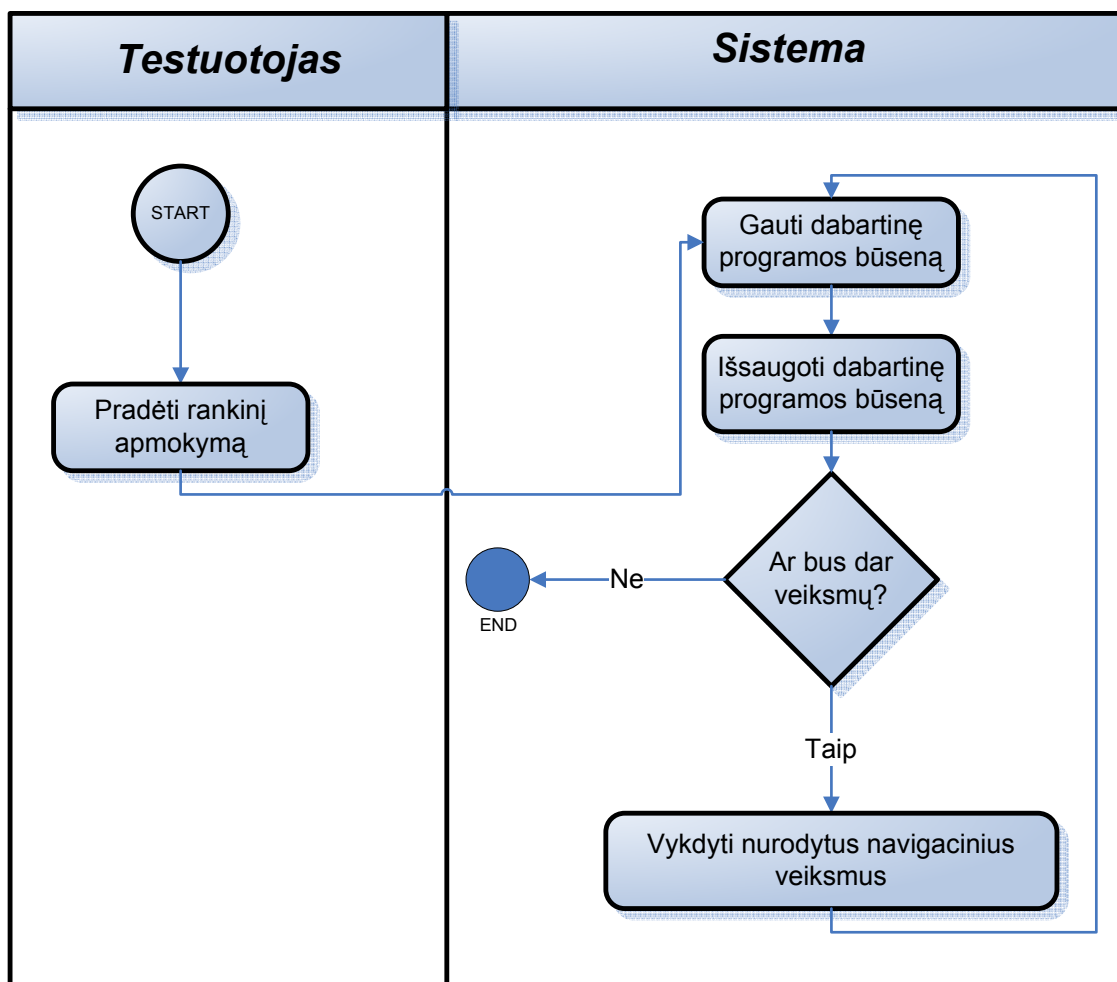 Testuotojas
Sistema
START
Pradėti rankinį
apmokymą
Gauti dabartinę
programos būseną
Išsaugoti dabartinę
programos būseną
Ar bus dar
veiksmų?
Ne
END
Taip
Vykdyti nurodytus navigacinius
veiksmus